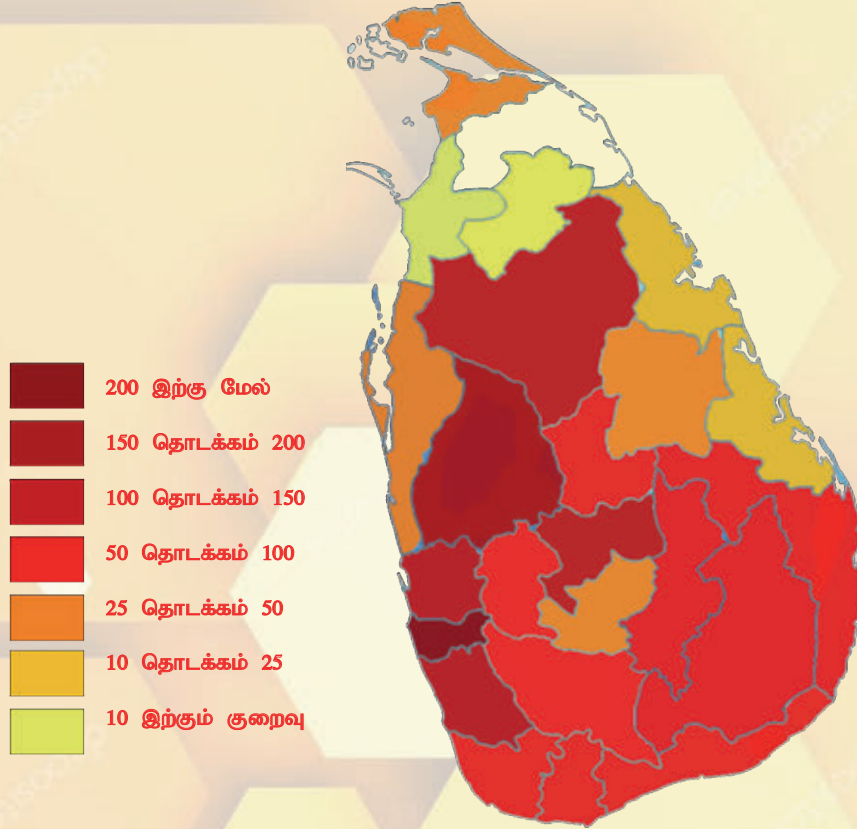 200 இற்கு மேல்
150 தொடக்கம் 200
100 தொடக்கம் 150
50 தொடக்கம் 100
25 தொடக்கம் 50
10 தொடக்கம் 25
10 இற்கும் குறைவு